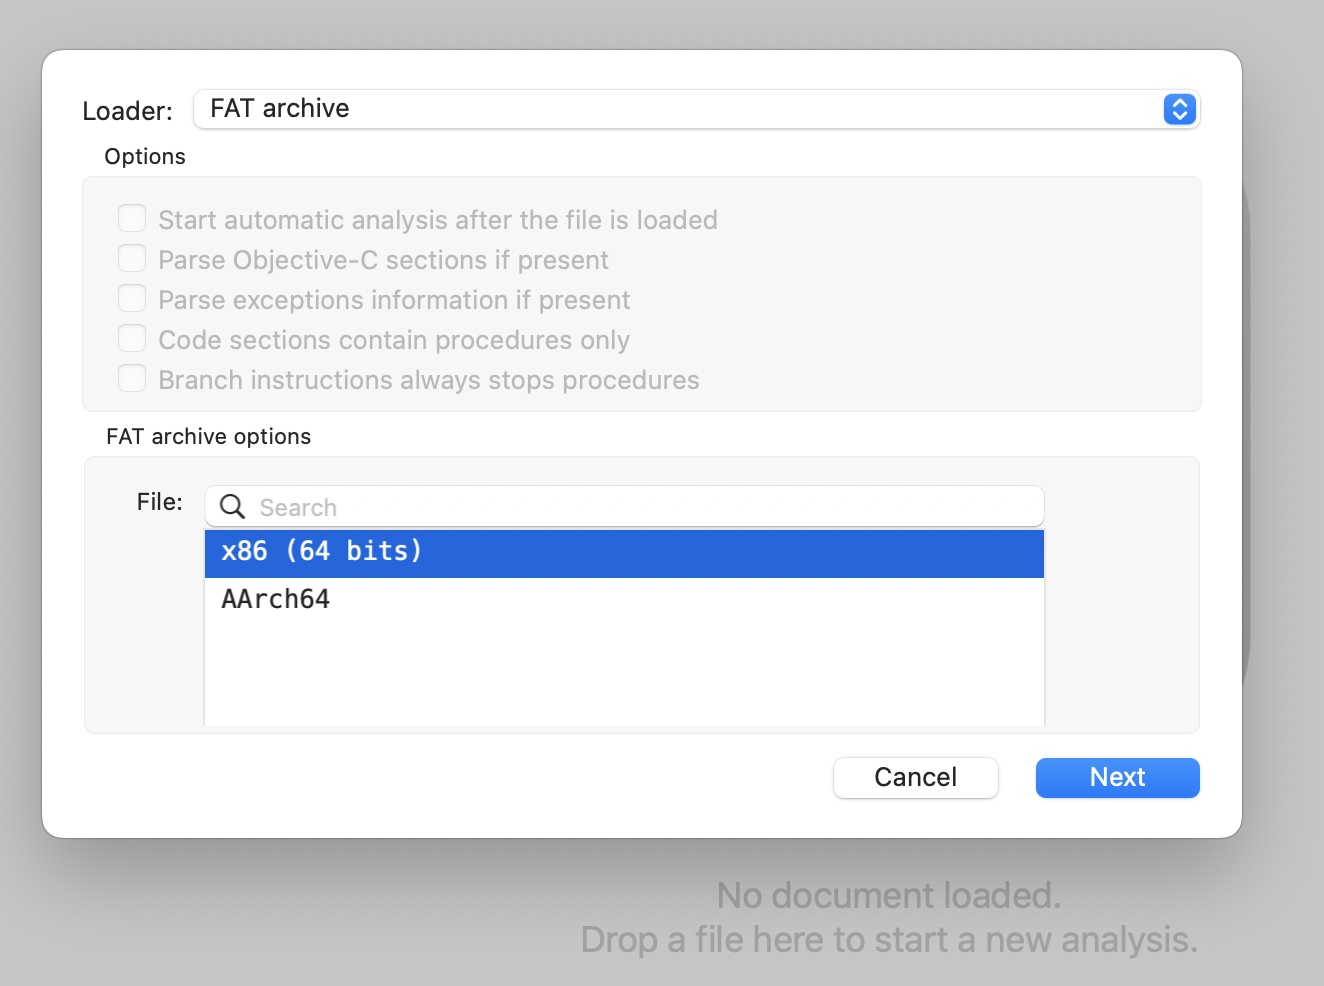 Loader: FAT archive
Options
Start automatic analysis after the file is loaded
Parse Objective-C sections if present
Parse exceptions information if present
Code sections contain procedures only
Branch instructions always stops procedures
FAT archive options
File: Search
x86 (64 bits)
AArch64
Cancel Next
No document loaded.
Drop a file here to start a new analysis.